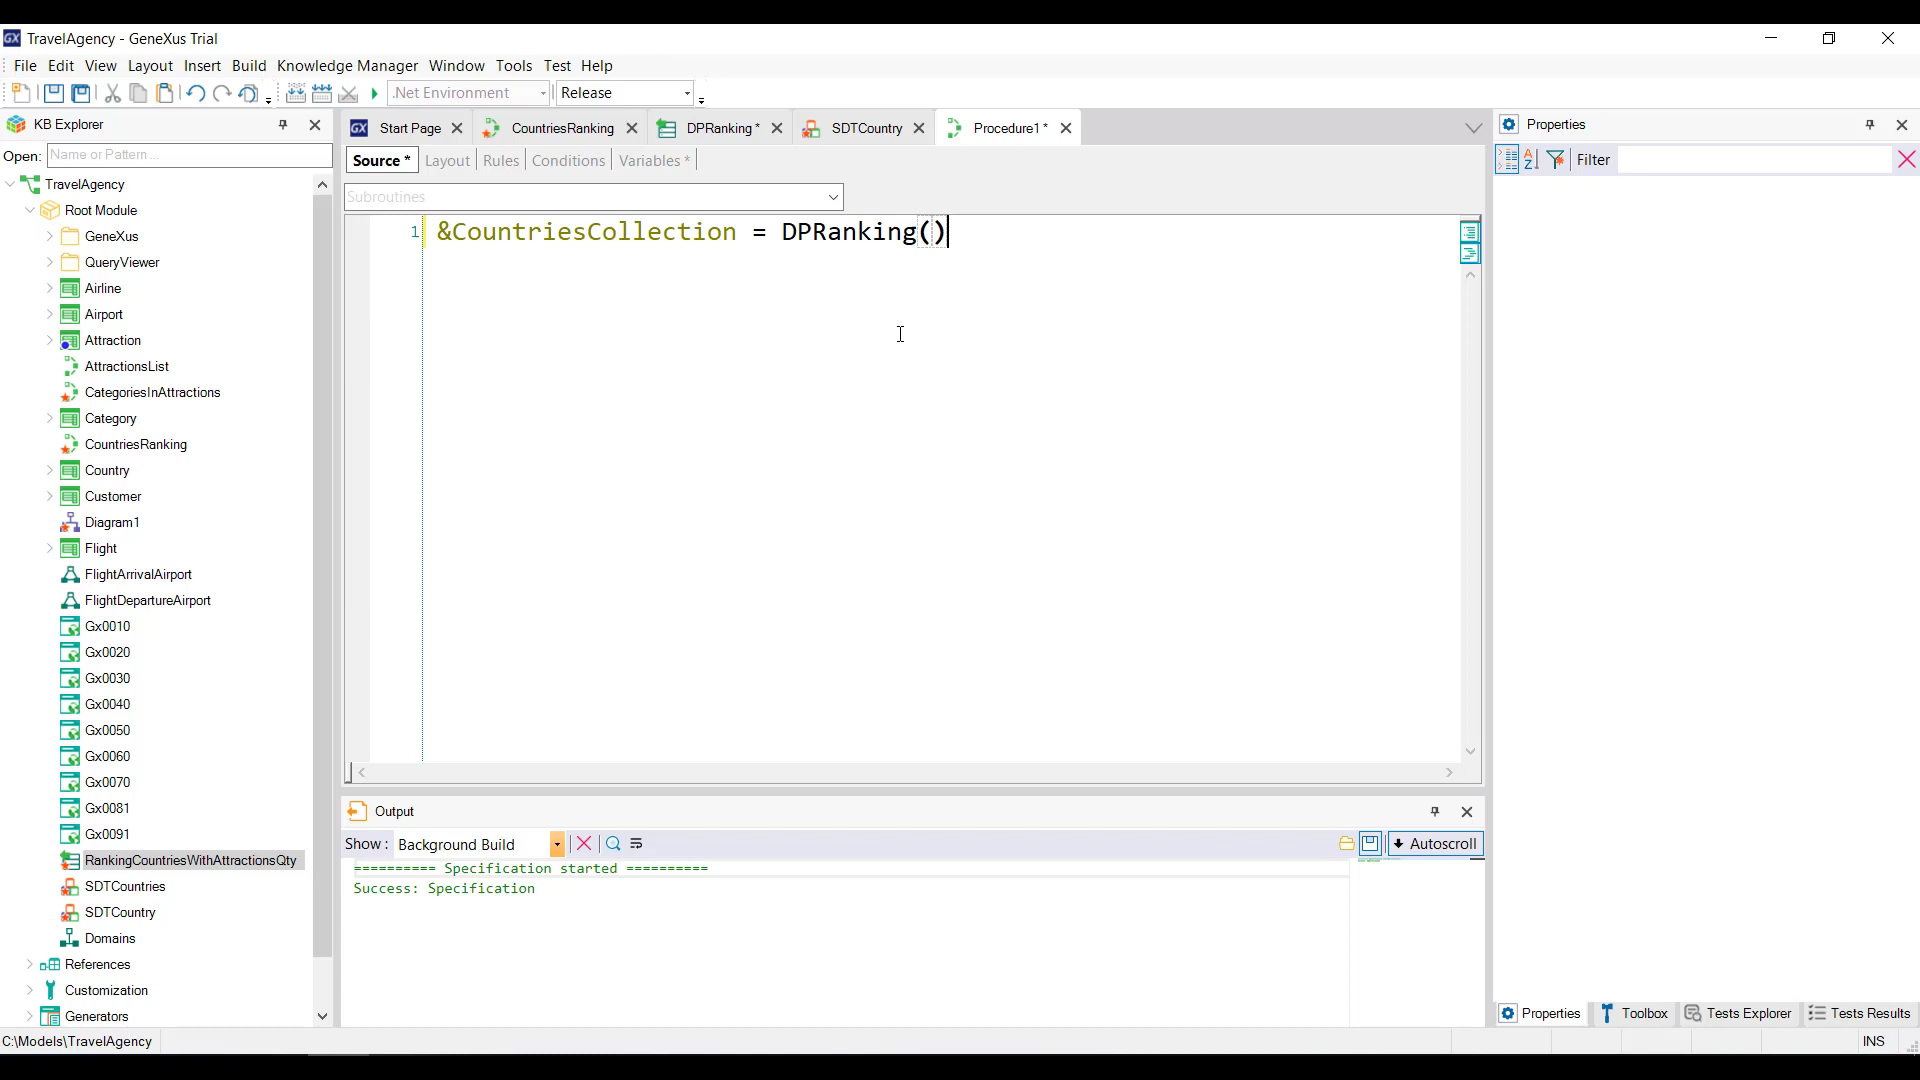 TravelAgency - GeneXus Trial
File Edit View Layout Insert Build Knowledge Manager Window Tools Test Help
.Net Environment Release
KB Explorer
Open: Name or Pattern ...
TravelAgency
Root Module
GeneXus
QueryViewer
Airline
Airport
Attraction
AttractionsList
CategoriesInAttractions
Category
CountriesRanking
Country
Customer
Diagram1
Flight
FlightArrivalAirport
FlightDepartureAirport
Gx0010
Gx0020
Gx0030
Gx0040
Gx0050
Gx0060
Gx0070
Gx0081
Gx0091
RankingCountriesWithAttractionsQty
SDTCountries
SDTCountry
Domains
References
Customization
Generators
Start Page CountriesRanking DPRanking * SDTCountry Procedure1 *
Source * Layout Rules Conditions Variables *
Subroutines
1 &CountriesCollection = DPRanking()
Output
Show: Background Build Autoscroll
========== Specification started ==========
Success: Specification
Properties
Filter
Properties Toolbox Tests Explorer Tests Results
C:\Models\TravelAgency INS